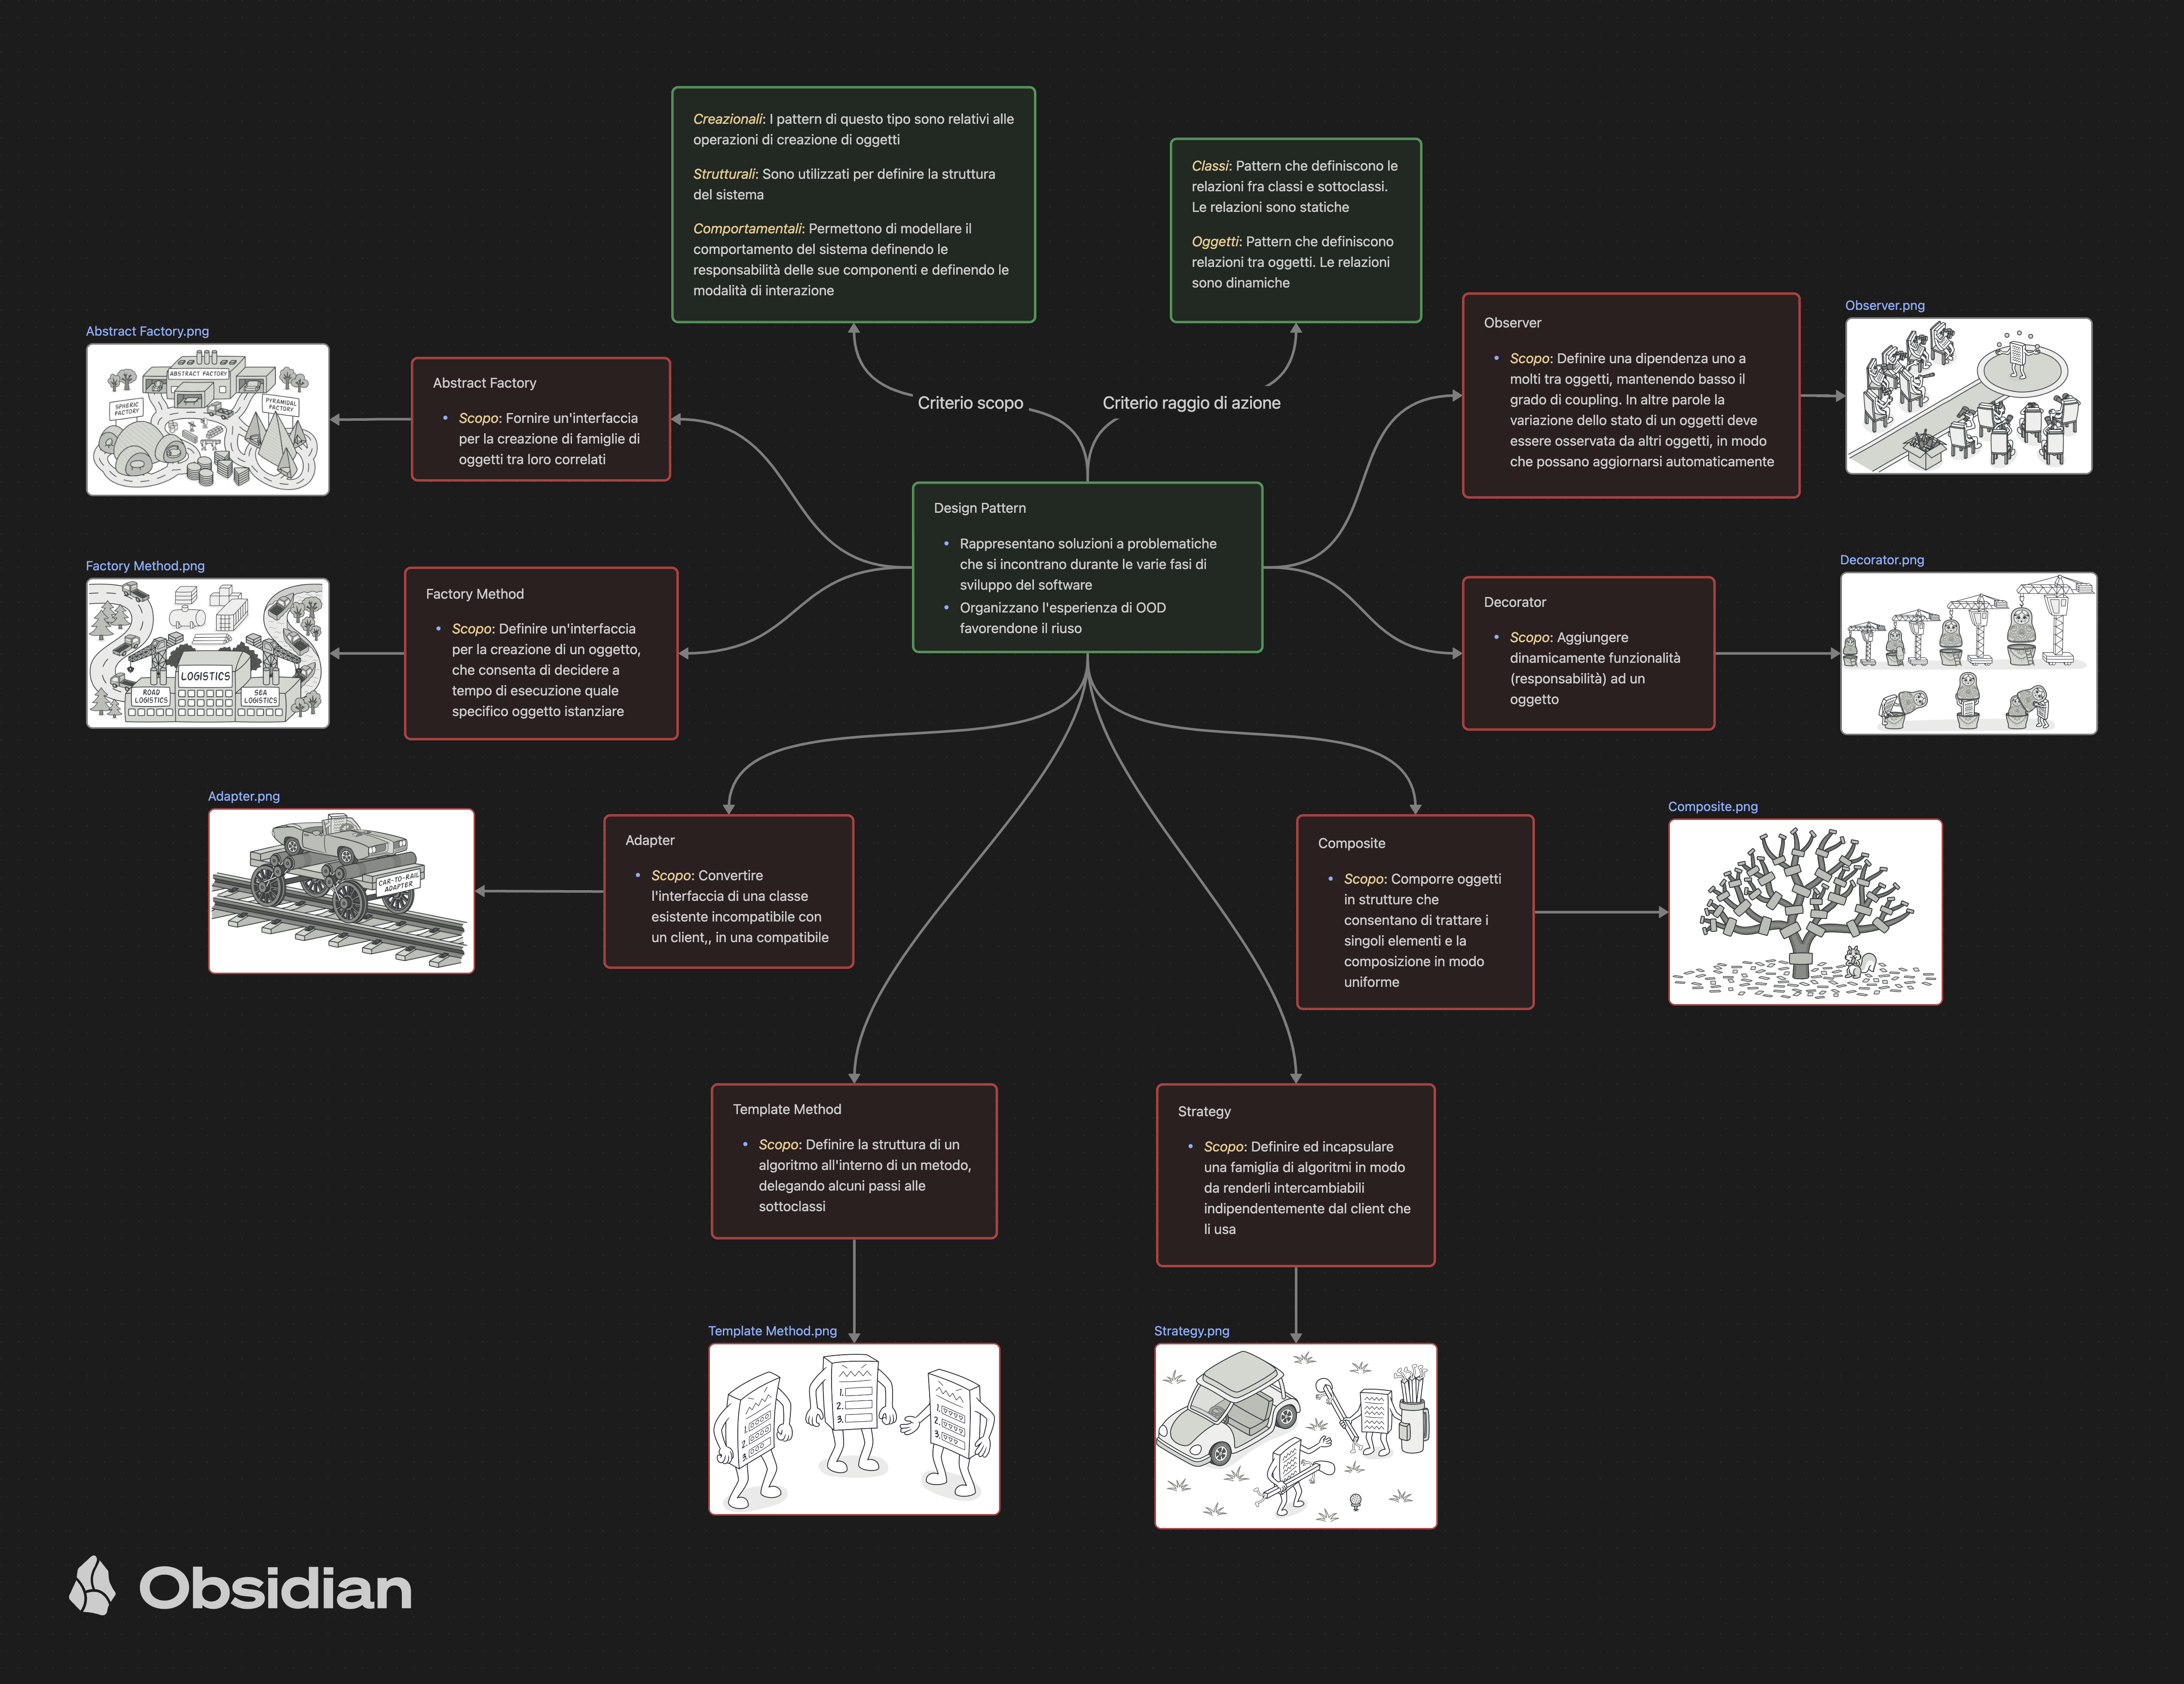 Creazionali: I pattern di questo tipo sono relativi alle
operazioni di creazione di oggetti
Strutturali: Sono utilizzati per definire la struttura
del sistema
Comportamentali: Permettono di modellare il
comportamento del sistema definendo le
responsabilità delle sue componenti e definendo le
modalità di interazione
Classi: Pattern che definiscono le
relazioni fra classi e sottoclassi.
Le relazioni sono statiche
Oggetti: Pattern che definiscono
relazioni tra oggetti. Le relazioni
sono dinamiche
Criterio scopo
Criterio raggio di azione
Abstract Factory.png
ABSTRACT FACTORY
SPHERIC
FACTORY
PYRAMIDAL
FACTORY
Abstract Factory
• Scopo: Fornire un'interfaccia
per la creazione di famiglie di
oggetti tra loro correlati
Observer
• Scopo: Definire una dipendenza uno a
molti tra oggetti, mantenendo basso il
grado di coupling. In altre parole la
variazione dello stato di un oggetti deve
essere osservata da altri oggetti, in modo
che possano aggiornarsi automaticamente
Observer.png
Design Pattern
• Rappresentano soluzioni a problematiche
che si incontrano durante le varie fasi di
sviluppo del software
• Organizzano l'esperienza di OOD
favorendone il riuso
Factory Method.png
LOGISTICS
ROAD
LOGISTICS
SEA
LOGISTICS
Factory Method
• Scopo: Definire un'interfaccia
per la creazione di un oggetto,
che consenta di decidere a
tempo di esecuzione quale
specifico oggetto istanziare
Decorator
• Scopo: Aggiungere
dinamicamente funzionalità
(responsabilità) ad un
oggetto
Decorator.png
Adapter.png
CAR-TO-RAIL
ADAPTER
Adapter
• Scopo: Convertire
l'interfaccia di una classe
esistente incompatibile con
un client,, in una compatibile
Composite
• Scopo: Comporre oggetti
in strutture che
consentano di trattare i
singoli elementi e la
composizione in modo
uniforme
Composite.png
Template Method
• Scopo: Definire la struttura di un
algoritmo all'interno di un metodo,
delegando alcuni passi alle
sottoclassi
Strategy
• Scopo: Definire ed incapsulare
una famiglia di algoritmi in modo
da renderli intercambiabili
indipendentemente dal client che
li usa
Template Method.png
1.
2.
3.
1.
2.
3.
1.
2.
3.
Strategy.png
Obsidian